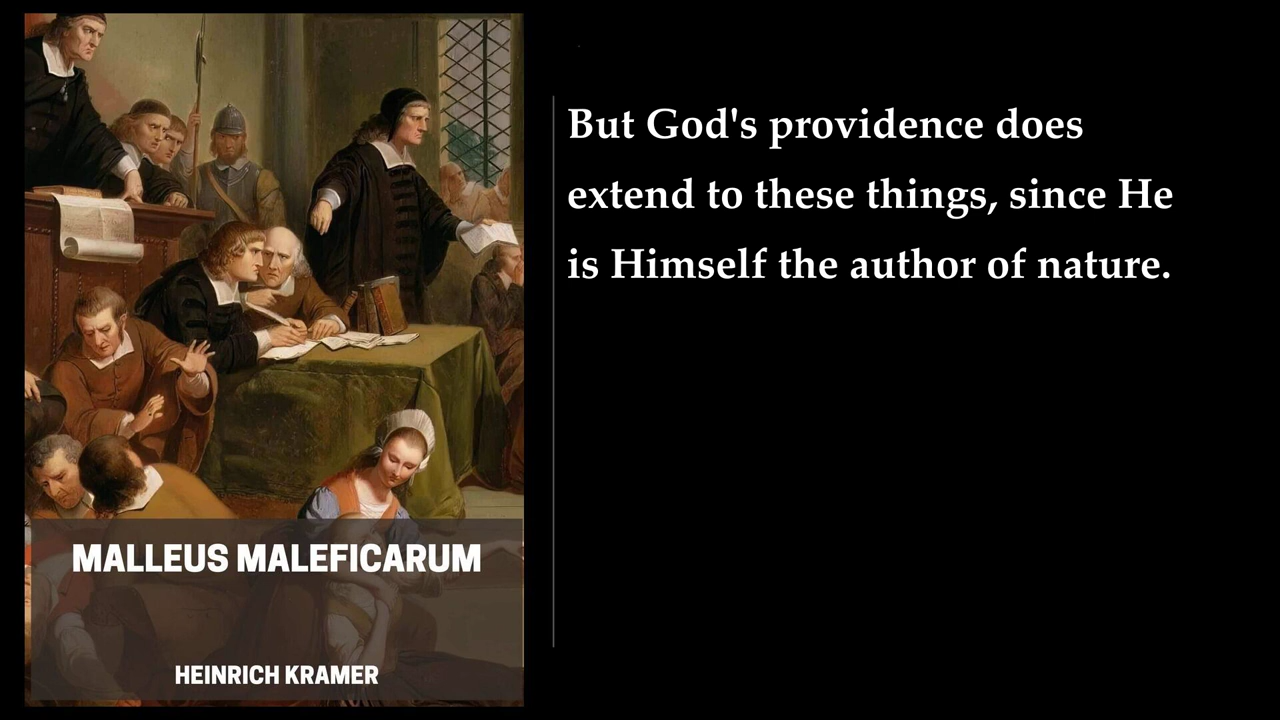 MALLEUS MALEFICARUM
HEINRICH KRAMER
But God's providence does
extend to these things, since He
is Himself the author of nature.